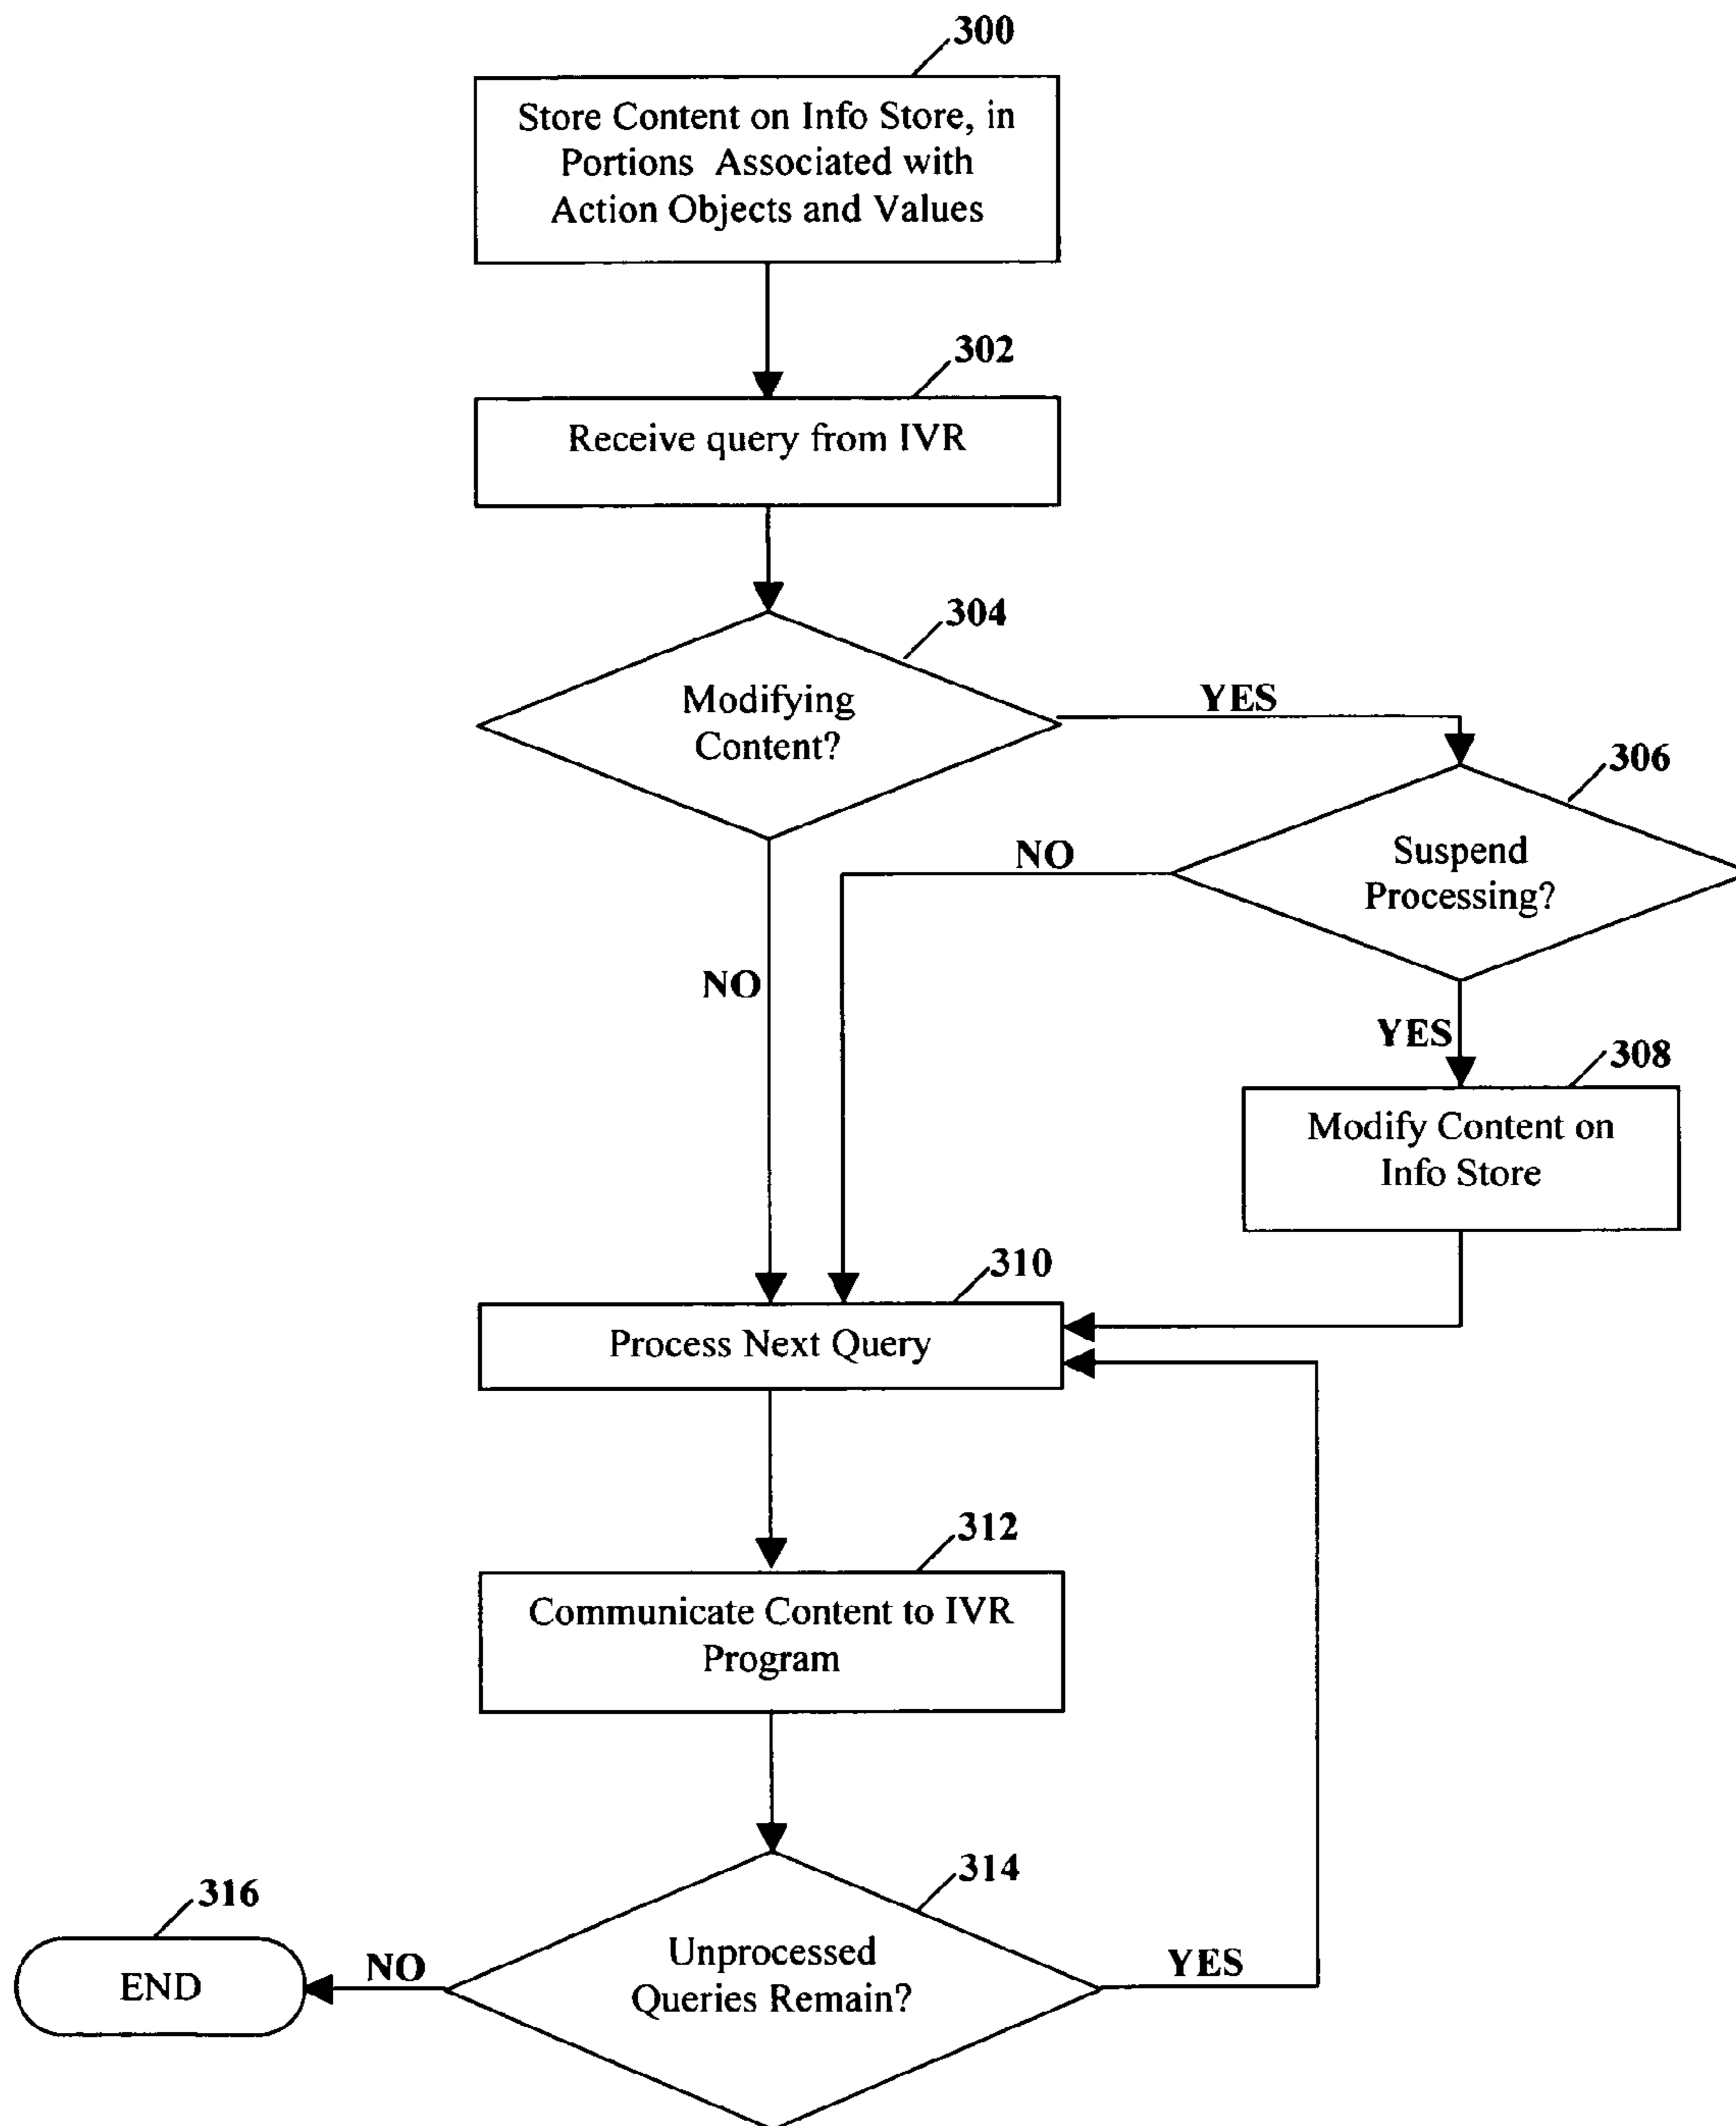 300
Store Content on Info Store, in
Portions Associated with
Action Objects and Values
302
Receive query from IVR
304
Modifying
Content?
YES
306
Suspend
Processing?
NO
NO
YES
308
Modify Content on
Info Store
310
Process Next Query
312
Communicate Content to IVR
Program
314
Unprocessed
Queries Remain?
YES
316
END
NO